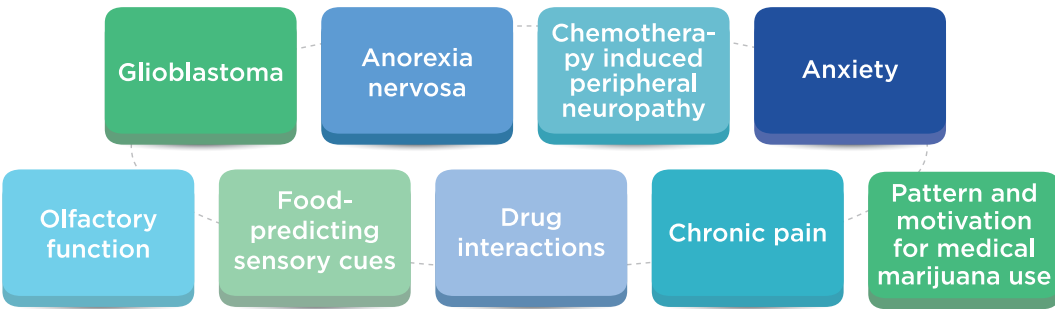 Glioblastoma
Anorexia
nervosa
Chemothera-
py induced
peripheral
neuropathy
Anxiety
Olfactory
function
Food-
predicting
sensory cues
Drug
interactions
Chronic pain
Pattern and
motivation
for medical
marijuana use